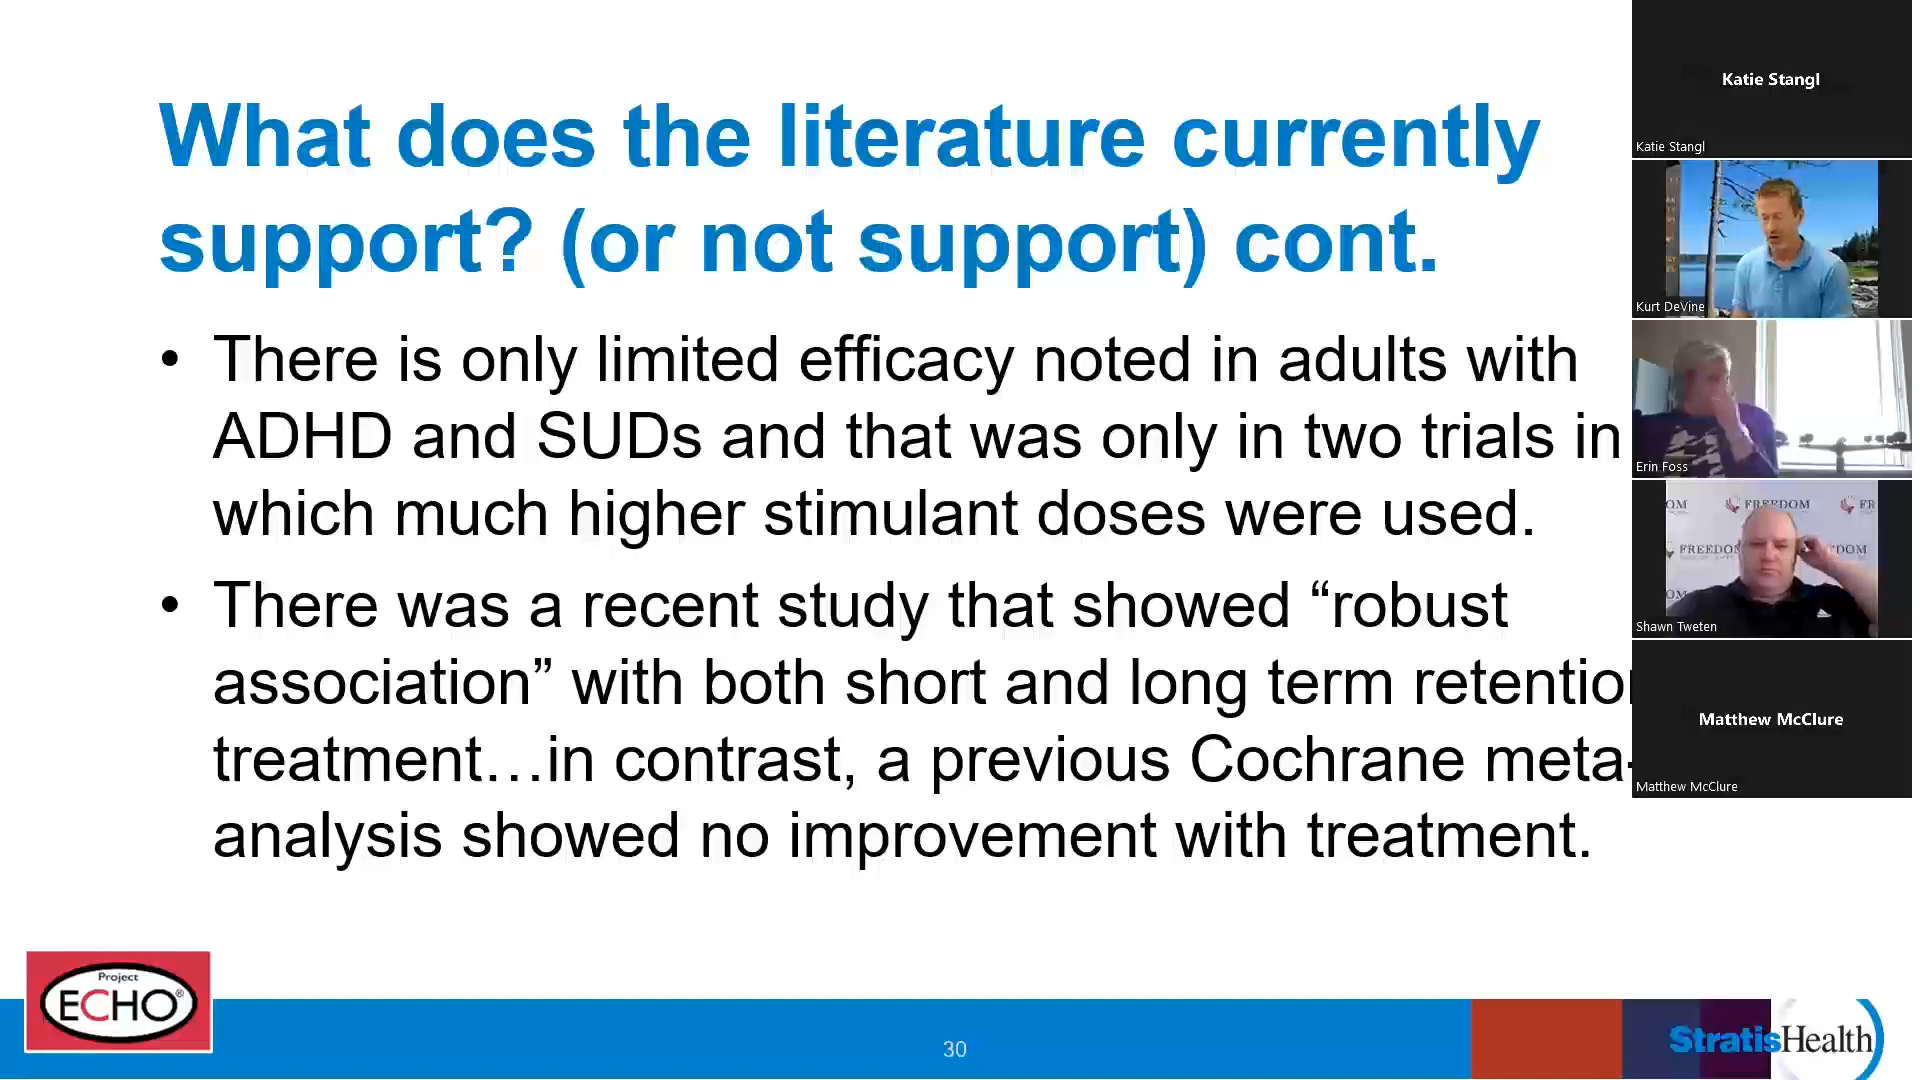 What does the literature currently
support? (or not support) cont.
• There is only limited efficacy noted in adults with
ADHD and SUDs and that was only in two trials in
which much higher stimulant doses were used.
• There was a recent study that showed “robust
association” with both short and long term retention
treatment…in contrast, a previous Cochrane meta-
analysis showed no improvement with treatment.
Project
ECHO®
30
StratisHealth
Katie Stangl
Katie Stangl
Kurt DeVine
Erin Foss
FREEDOM
FREEDOM
Shawn Tweten
Matthew McClure
Matthew McClure